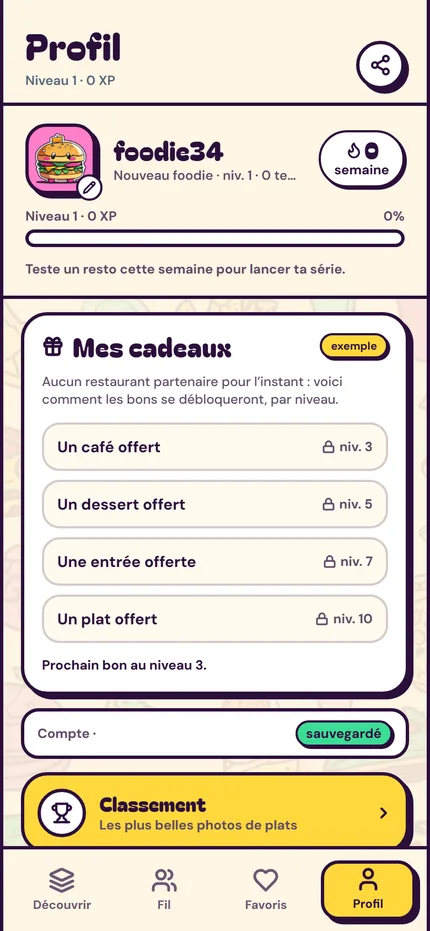 Profil
Niveau 1 · 0 XP
foodie34
Nouveau foodie · niv. 1 · 0 te...
0
semaine
Niveau 1 · 0 XP
0%
Teste un resto cette semaine pour lancer ta série.
Mes cadeaux
exemple
Aucun restaurant partenaire pour l’instant : voici
comment les bons se débloqueront, par niveau.
Un café offert
niv. 3
Un dessert offert
niv. 5
Une entrée offerte
niv. 7
Un plat offert
niv. 10
Prochain bon au niveau 3.
Compte ·
sauvegardé
Classement
Les plus belles photos de plats
Découvrir
Fil
Favoris
Profil